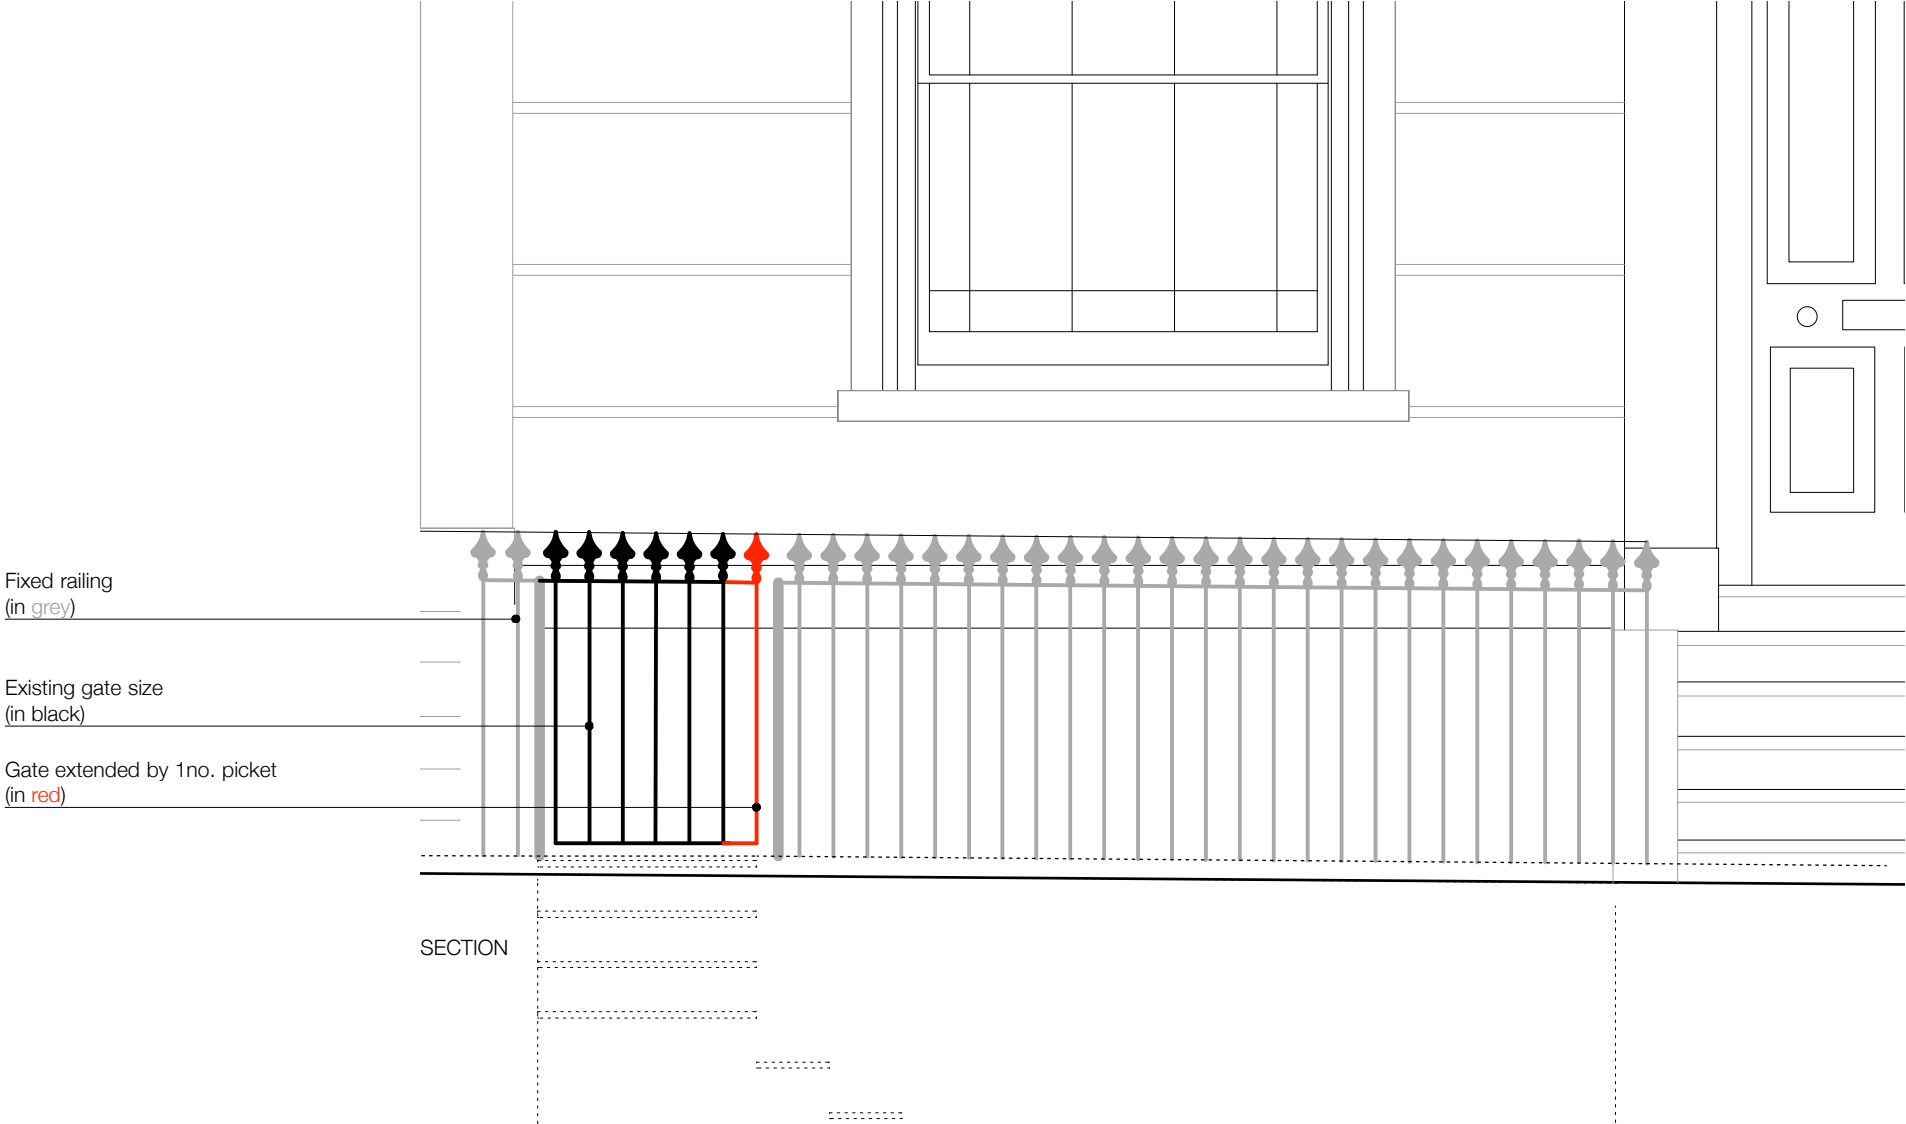 Fixed railing
(in grey)
Existing gate size
(in black)
Gate extended by 1no. picket
(in red)
SECTION